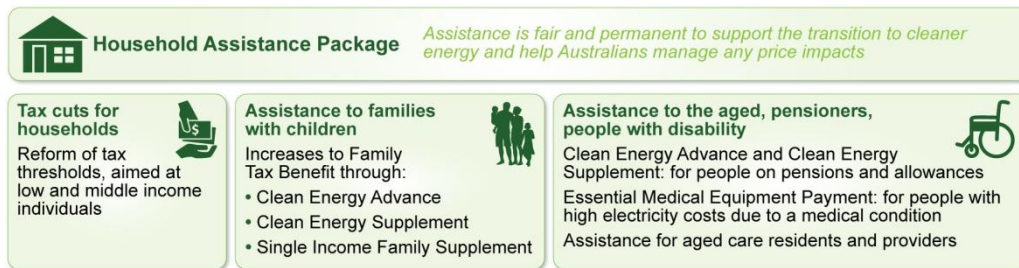 Household Assistance Package
Assistance is fair and permanent to support the transition to cleaner
energy and help Australians manage any price impacts
Tax cuts for
households
$
Reform of tax
thresholds, aimed at
low and middle income
individuals
Assistance to families
with children
Increases to Family
Tax Benefit through:
• Clean Energy Advance
• Clean Energy Supplement
• Single Income Family Supplement
Assistance to the aged, pensioners,
people with disability
Clean Energy Advance and Clean Energy
Supplement: for people on pensions and allowances
Essential Medical Equipment Payment: for people with
high electricity costs due to a medical condition
Assistance for aged care residents and providers